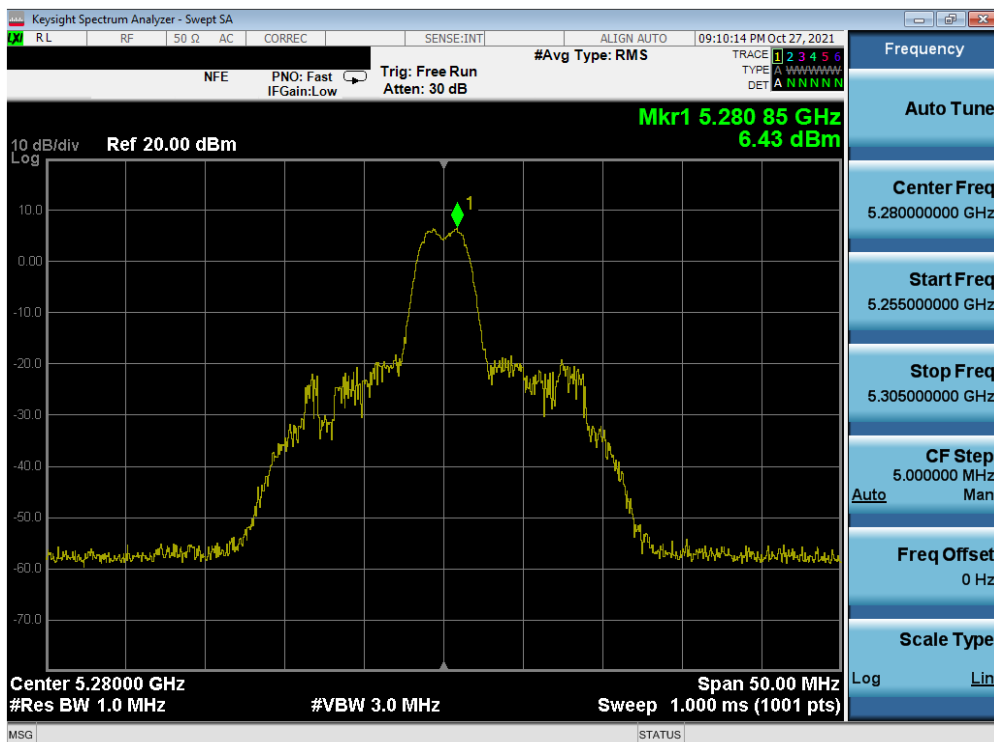 Keysight Spectrum Analyzer - Swept SA
LXI RL RF 50 Ω AC CORREC SENSE:INT ALIGN AUTO 09:10:14 PM Oct 27, 2021
Frequency
#Avg Type: RMS
TRACE 1 2 3 4 5 6
TYPE A WWWWW
DET A N N N N N
NFE PNO: Fast Trig: Free Run
IFGain:Low Atten: 30 dB
Auto Tune
Mkr1 5.280 85 GHz
6.43 dBm
10 dB/div Ref 20.00 dBm
Log
1
10.0
0.00
-10.0
-20.0
-30.0
-40.0
-50.0
-60.0
-70.0
Center 5.28000 GHz Span 50.00 MHz
#Res BW 1.0 MHz #VBW 3.0 MHz Sweep 1.000 ms (1001 pts)
Center Freq
5.280000000 GHz
Start Freq
5.255000000 GHz
Stop Freq
5.305000000 GHz
CF Step
5.000000 MHz
Auto Man
Freq Offset
0 Hz
Scale Type
Log Lin
MSG STATUS